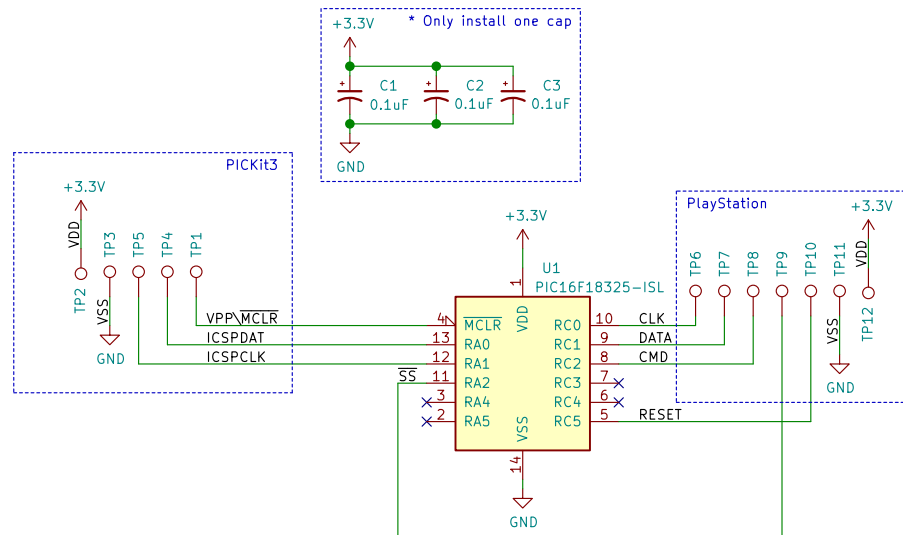 * Only install one cap
+3.3V
C1
0.1uF
C2
0.1uF
C3
0.1uF
GND
PICKit3
+3.3V
VDD
TP2
TP3
VSS
GND
TP5
TP4
TP1
VPP\MCLR
ICSPDAT
ICSPCLK
SS
+3.3V
U1
PIC16F18325-ISL
1
VDD
4
MCLR
13
RA0
12
RA1
11
RA2
3
RA4
2
RA5
RC0
10
CLK
RC1
9
DATA
RC2
8
CMD
RC3
7
RC4
6
RC5
5
RESET
VSS
14
GND
PlayStation
+3.3V
VDD
TP6
TP7
TP8
TP9
TP10
TP11
TP12
VSS
GND